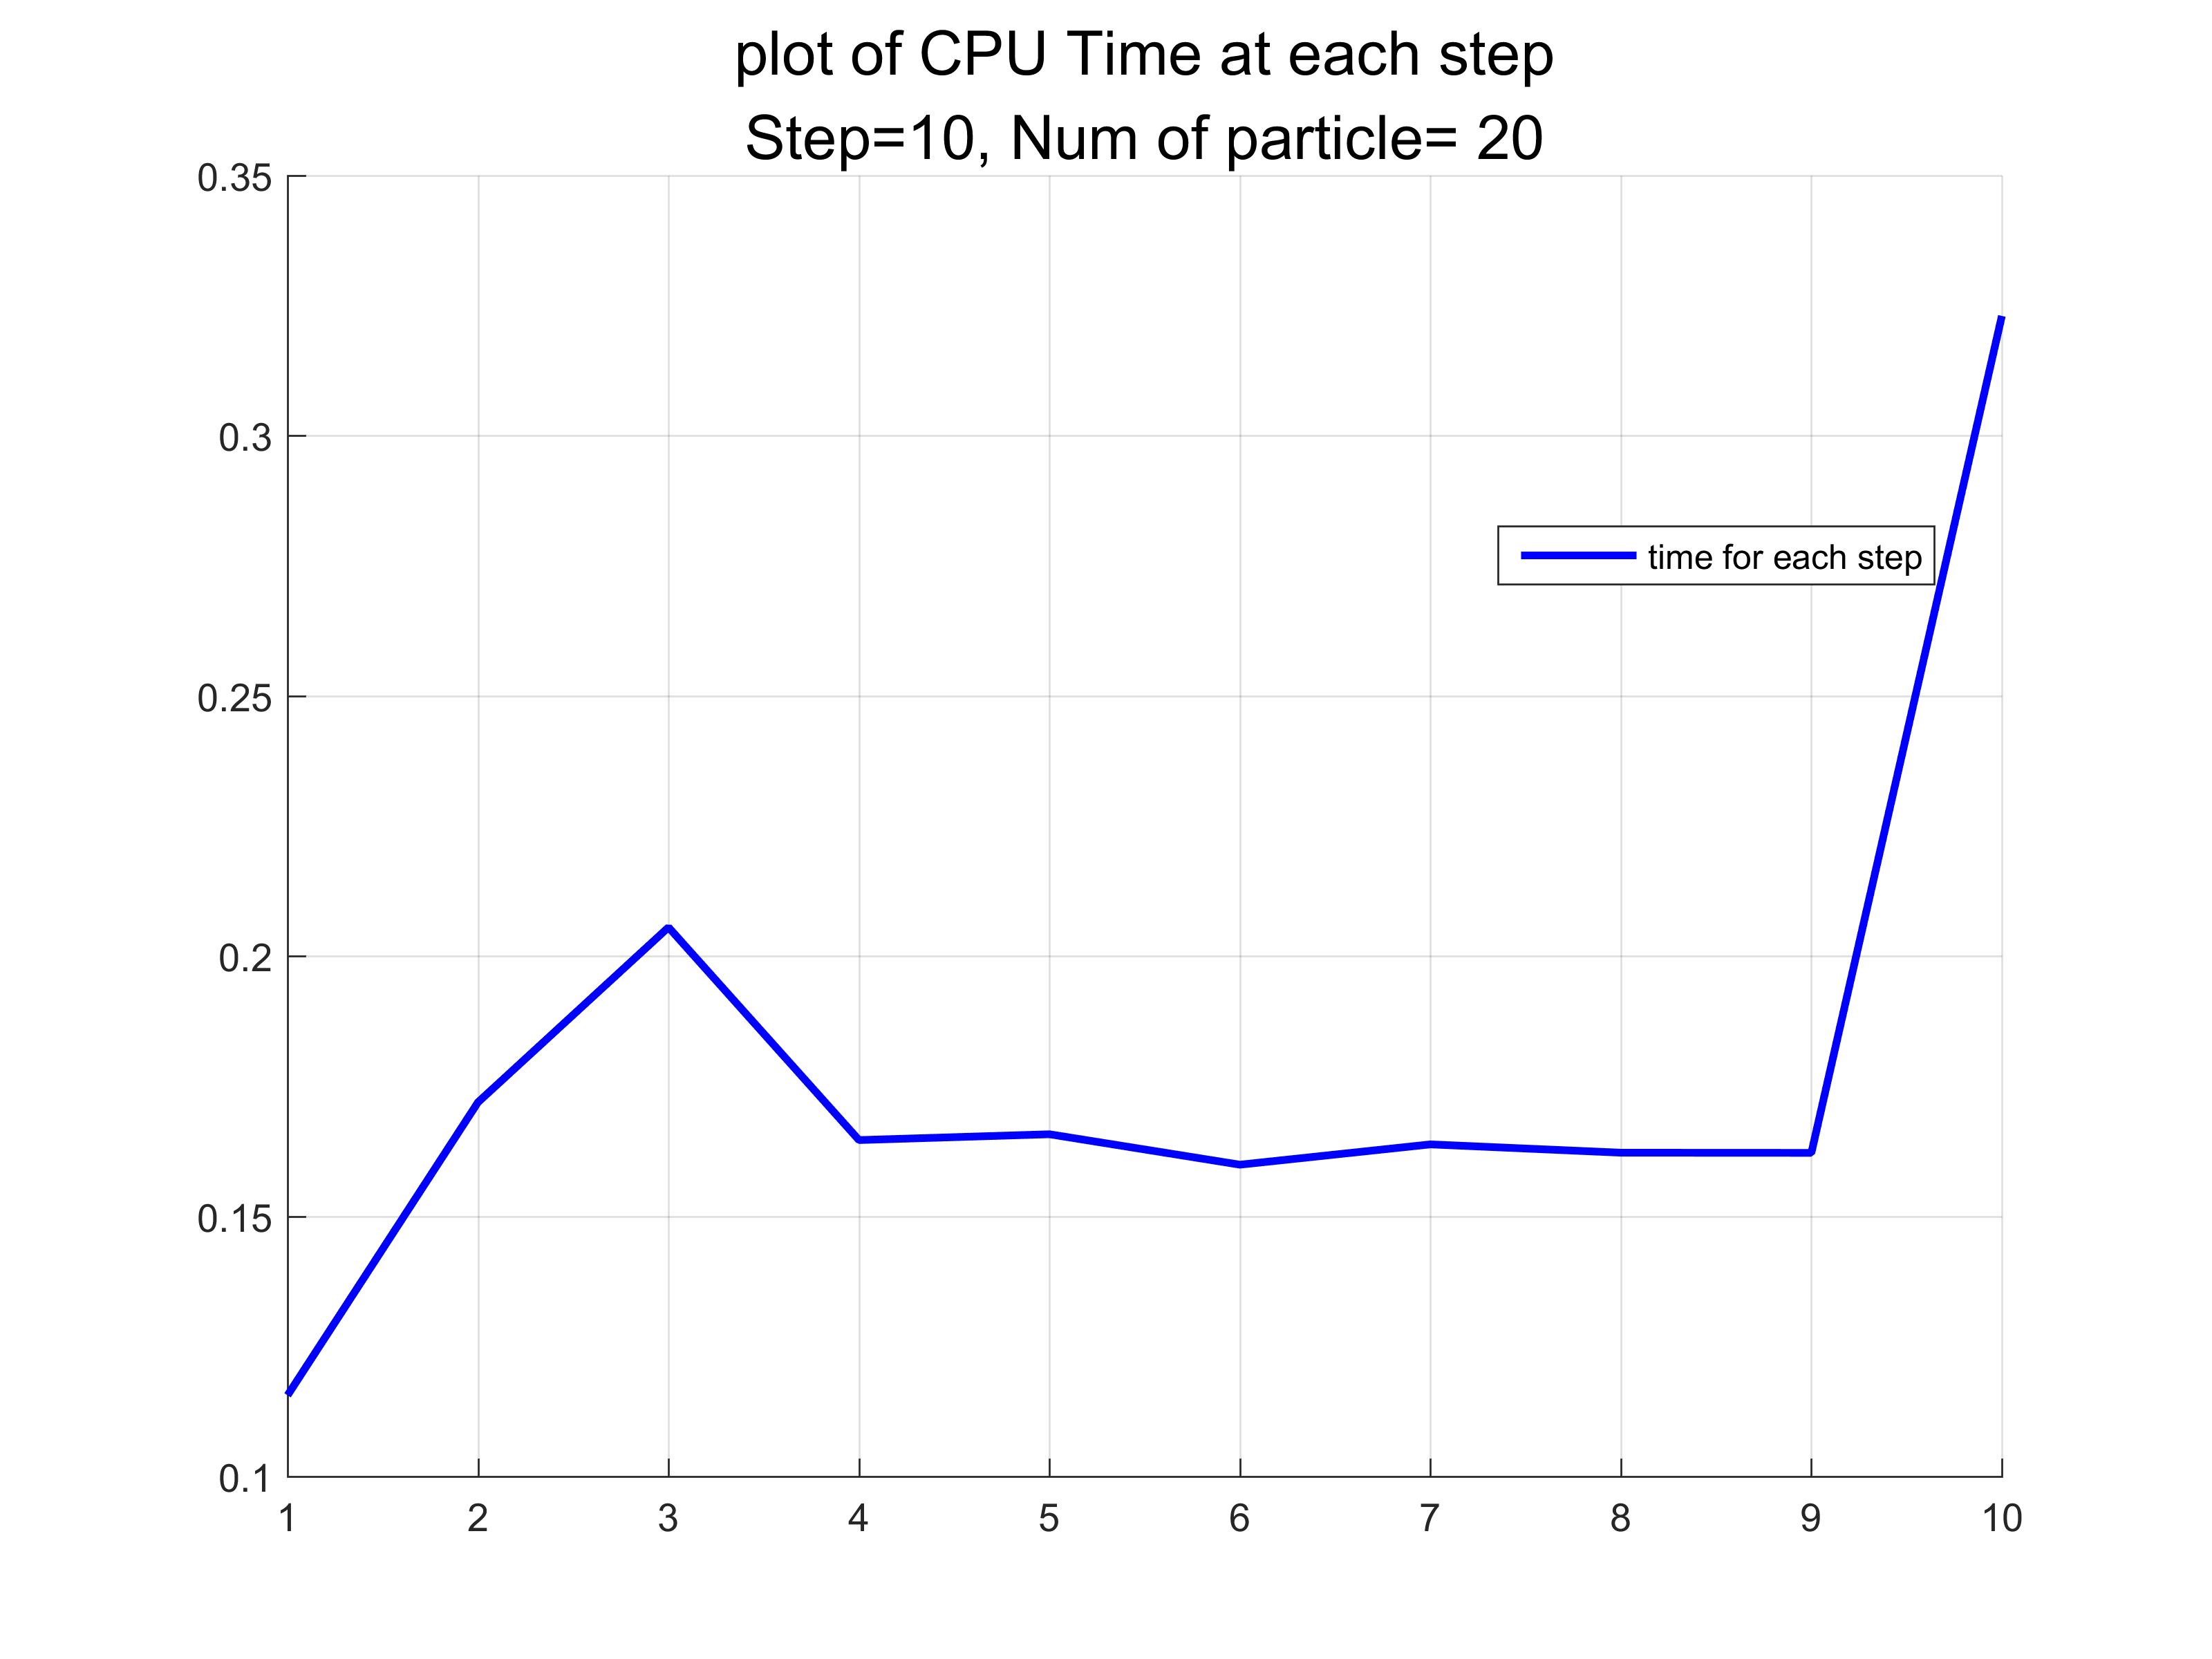 plot of CPU Time at each step
Step=10, Num of particle= 20
0.35
0.3
0.25
0.2
0.15
0.1
time for each step
1 2 3 4 5 6 7 8 9 10